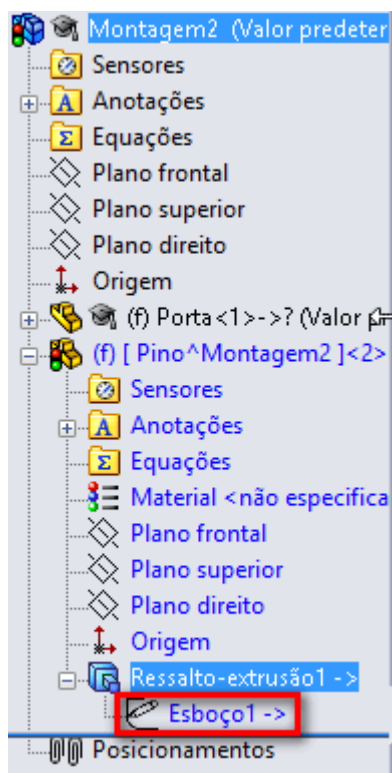 Montagem2 (Valor predeter
Sensores
Anotações
Equações
Plano frontal
Plano superior
Plano direito
Origem
(f) Porta<1>->? (Valor p
(f) [ Pino^Montagem2 ]<2>
Sensores
Anotações
Equações
Material <não especifica
Plano frontal
Plano superior
Plano direito
Origem
Ressalto-extrusão1 ->
Esboço1 ->
Posicionamentos